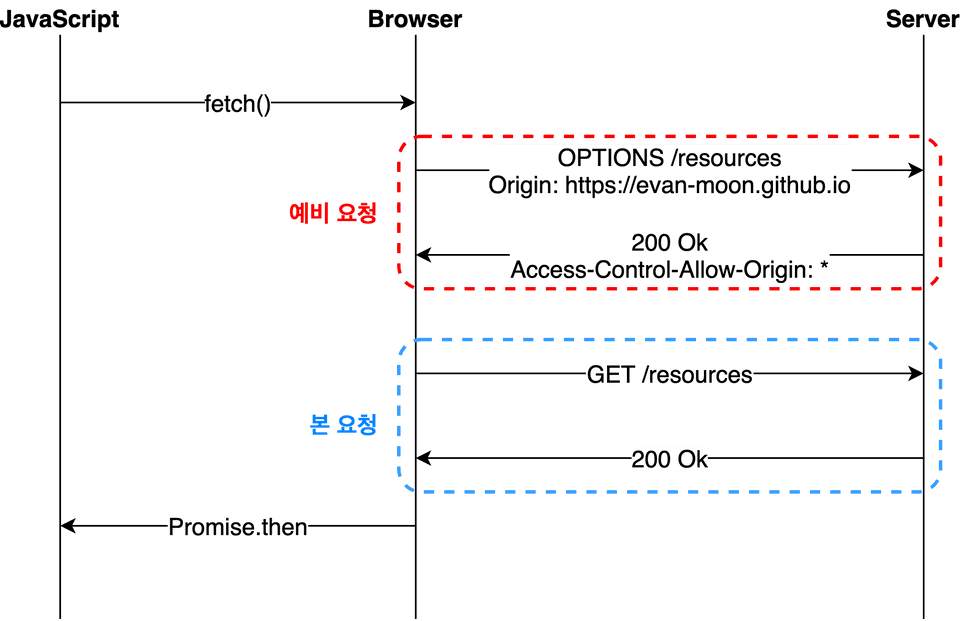 JavaScript Browser Server
fetch()
OPTIONS /resources
Origin: https://evan-moon.github.io
예비 요청
200 Ok
Access-Control-Allow-Origin: *
GET /resources
본 요청
200 Ok
Promise.then